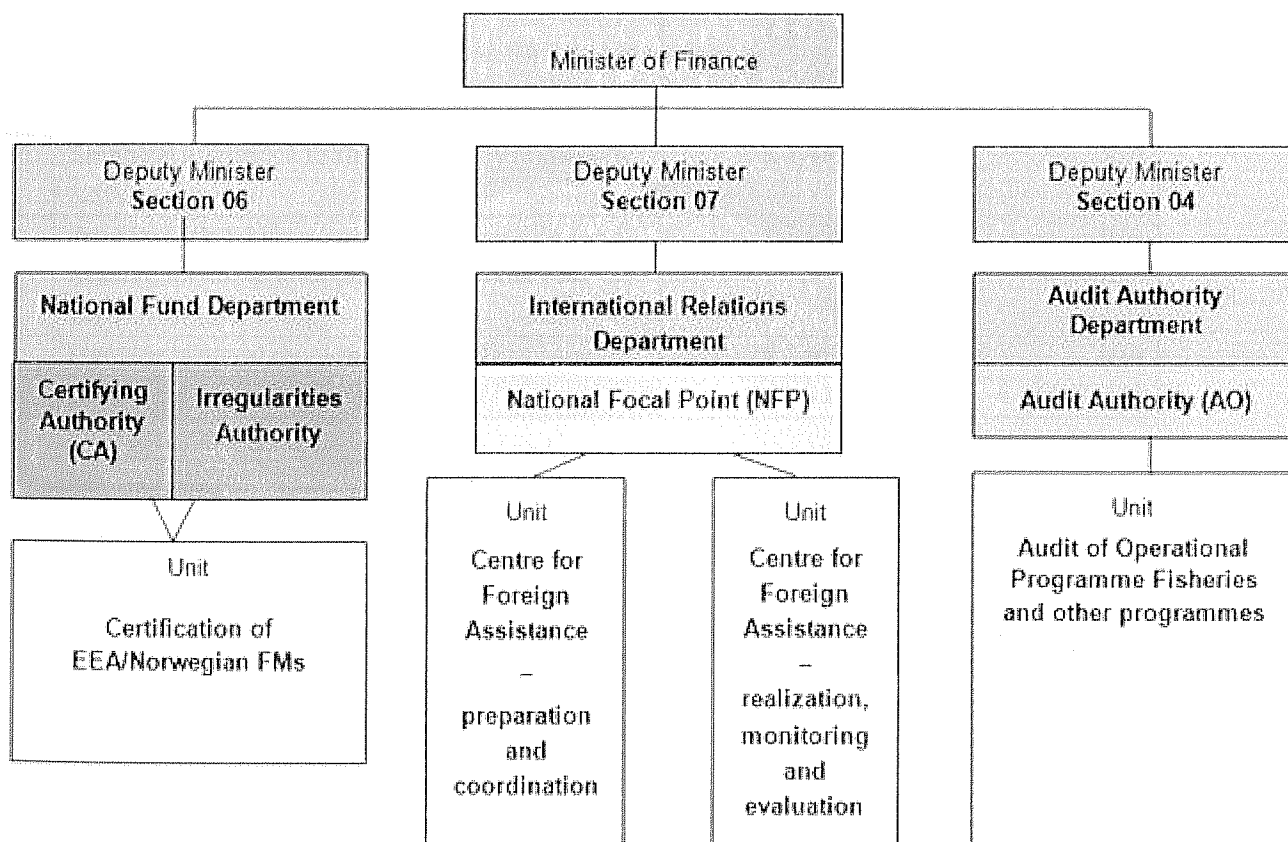 Minister of Finance
Deputy Minister
Section 06
Deputy Minister
Section 07
Deputy Minister
Section 04
National Fund Department
International Relations
Department
Audit Authority
Department
Certifying
Authority
(CA)
Irregularities
Authority
National Focal Point (NFP)
Audit Authority (AO)
Unit
Certification of
EEA/Norwegian FMs
Unit
Centre for
Foreign
Assistance
–
preparation
and
coordination
Unit
Centre for
Foreign
Assistance
–
realization,
monitoring
and
evaluation
Unit
Audit of Operational
Programme Fisheries
and other programmes